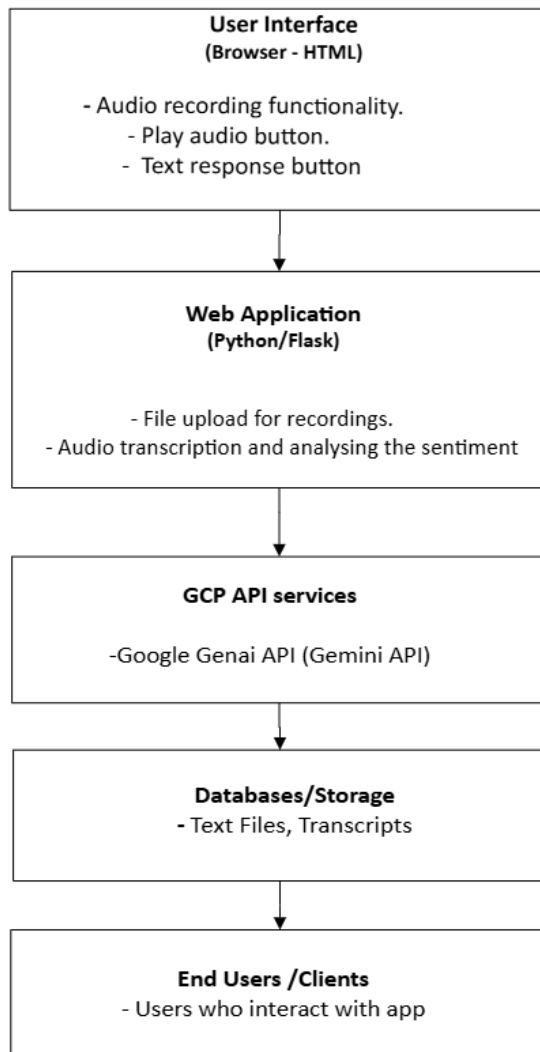 User Interface
(Browser - HTML)
- Audio recording functionality.
- Play audio button.
- Text response button
Web Application
(Python/Flask)
- File upload for recordings.
- Audio transcription and analysing the sentiment
GCP API services
-Google Genai API (Gemini API)
Databases/Storage
- Text Files, Transcripts
End Users /Clients
- Users who interact with app